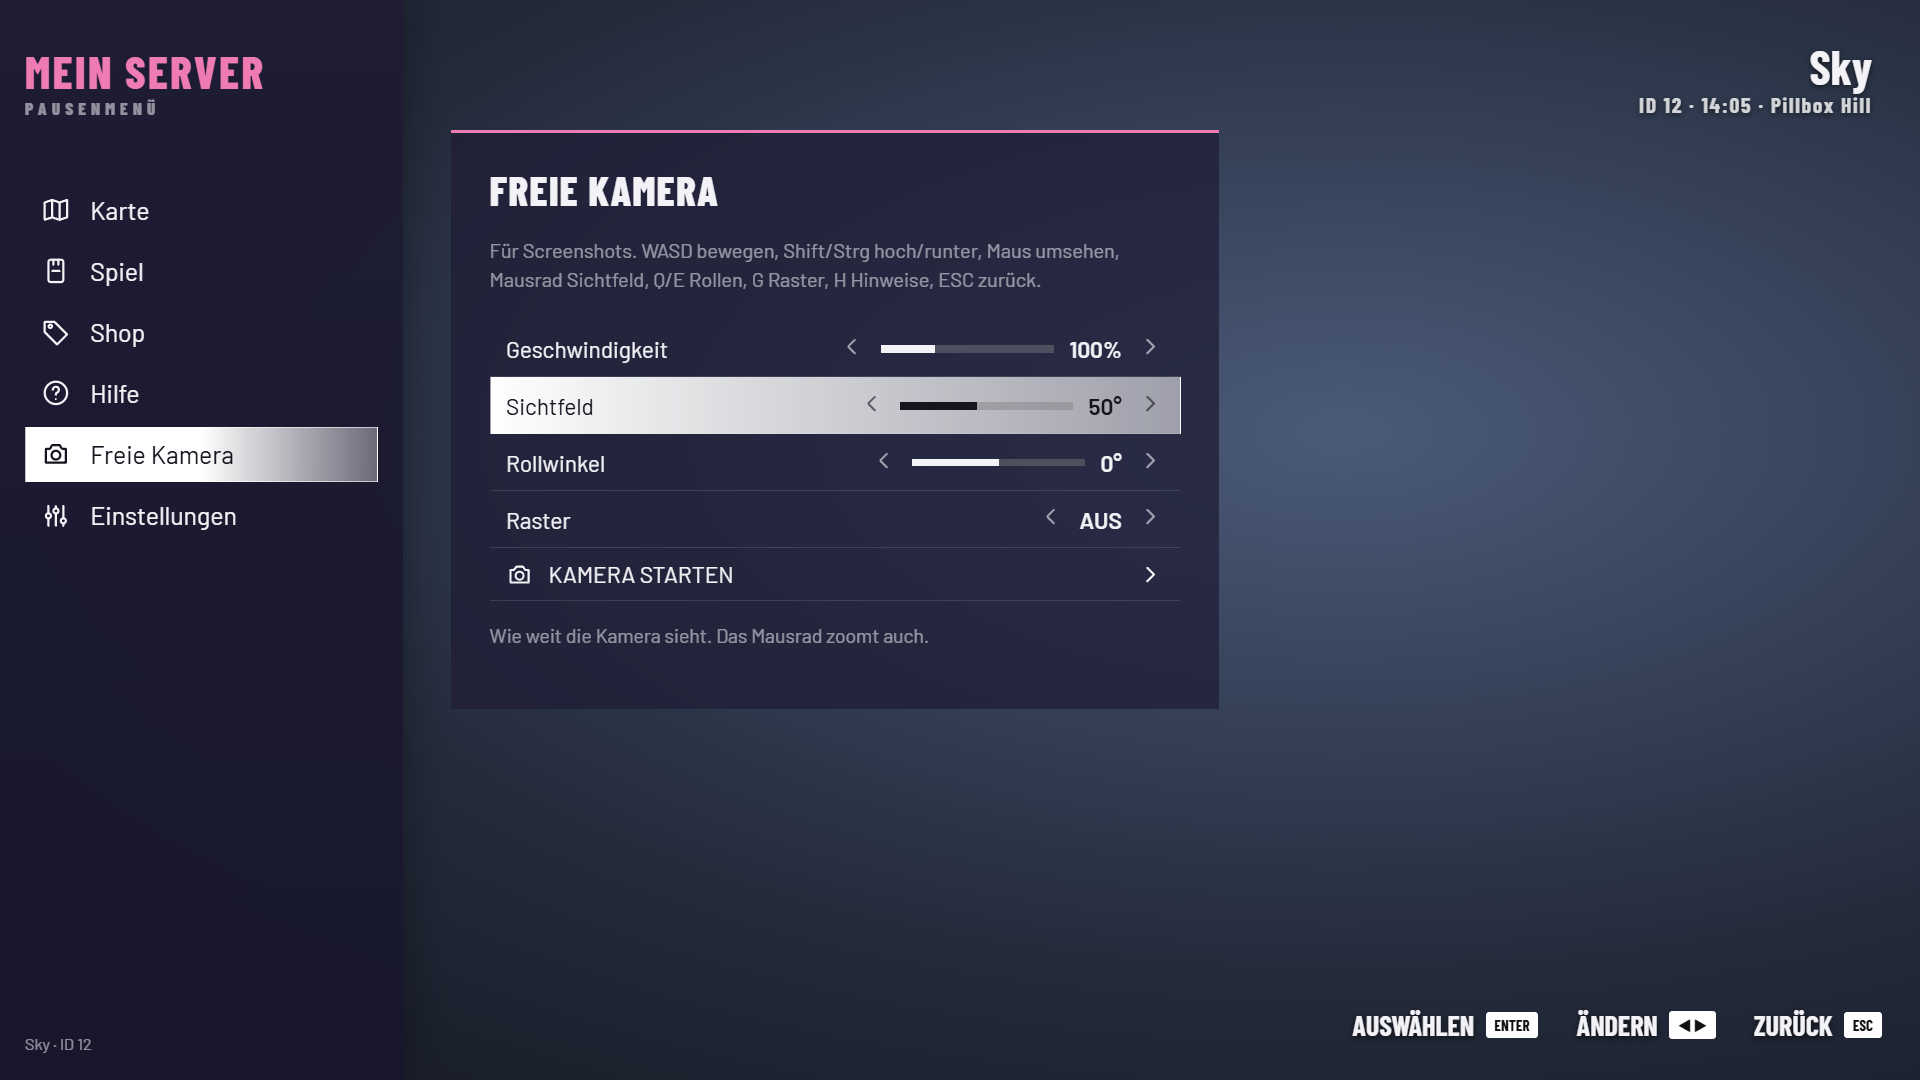 MEIN SERVER
PAUSENMENÜ
Karte
Spiel
Shop
Hilfe
Freie Kamera
Einstellungen
Sky · ID 12
Sky
ID 12 · 14:05 · Pillbox Hill
FREIE KAMERA
Für Screenshots. WASD bewegen, Shift/Strg hoch/runter, Maus umsehen,
Mausrad Sichtfeld, Q/E Rollen, G Raster, H Hinweise, ESC zurück.
Geschwindigkeit 100%
Sichtfeld 50°
Rollwinkel 0°
Raster AUS
KAMERA STARTEN
Wie weit die Kamera sieht. Das Mausrad zoomt auch.
AUSWÄHLEN ENTER ÄNDERN ZURÜCK ESC